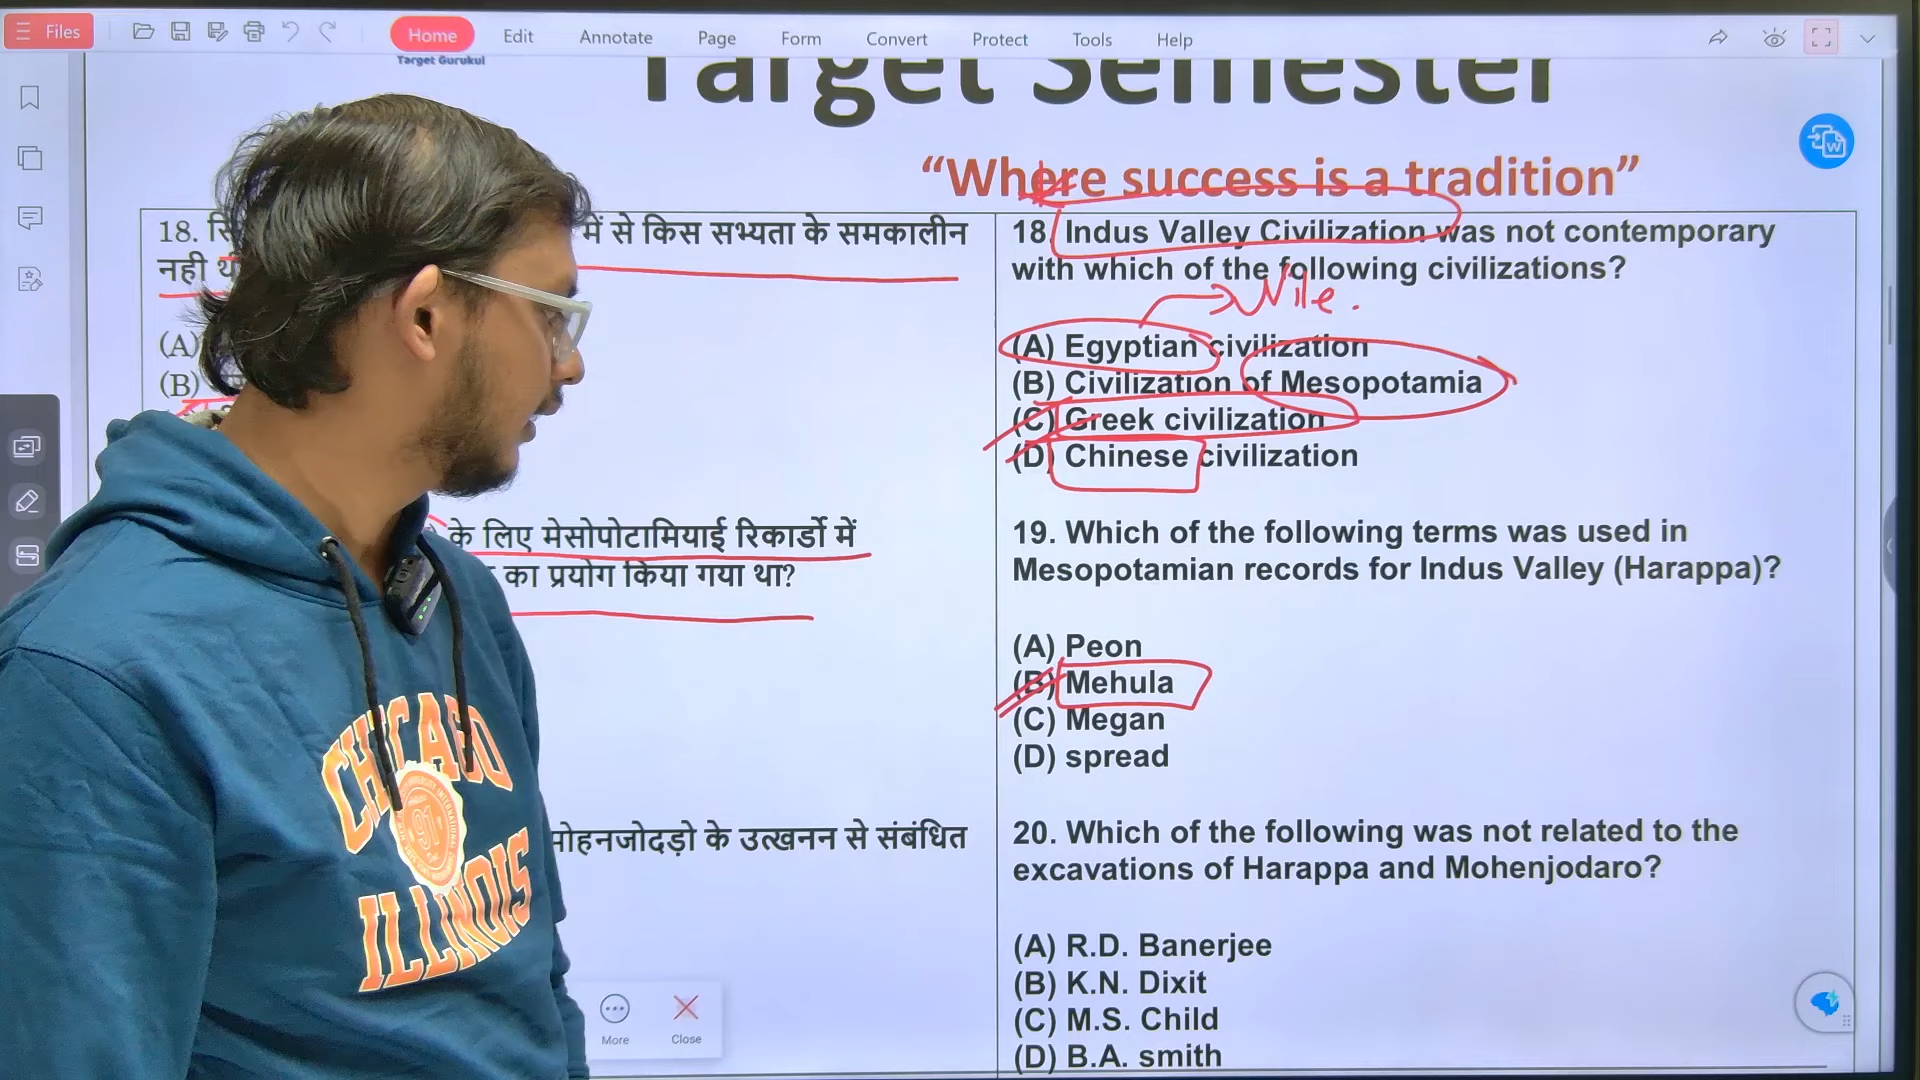 Files
Home
Edit
Annotate
Page
Form
Convert
Protect
Tools
Help
Target Gurukul
Target Semester
“Where success is a tradition”
18. में से किस सभ्यता के समकालीन
नही
(A)
(B)
के लिए मेसोपोटामियाई रिकार्डो में
का प्रयोग किया गया था?
मोहनजोदड़ो के उत्खनन से संबंधित
18. Indus Valley Civilization was not contemporary
with which of the following civilizations?
Nile.
(A) Egyptian civilization
(B) Civilization of Mesopotamia
(C) Greek civilization
(D) Chinese civilization
19. Which of the following terms was used in
Mesopotamian records for Indus Valley (Harappa)?
(A) Peon
(B) Mehula
(C) Megan
(D) spread
20. Which of the following was not related to the
excavations of Harappa and Mohenjodaro?
(A) R.D. Banerjee
(B) K.N. Dixit
(C) M.S. Child
(D) B.A. smith
More
Close
CHICAGO
ILLINOIS